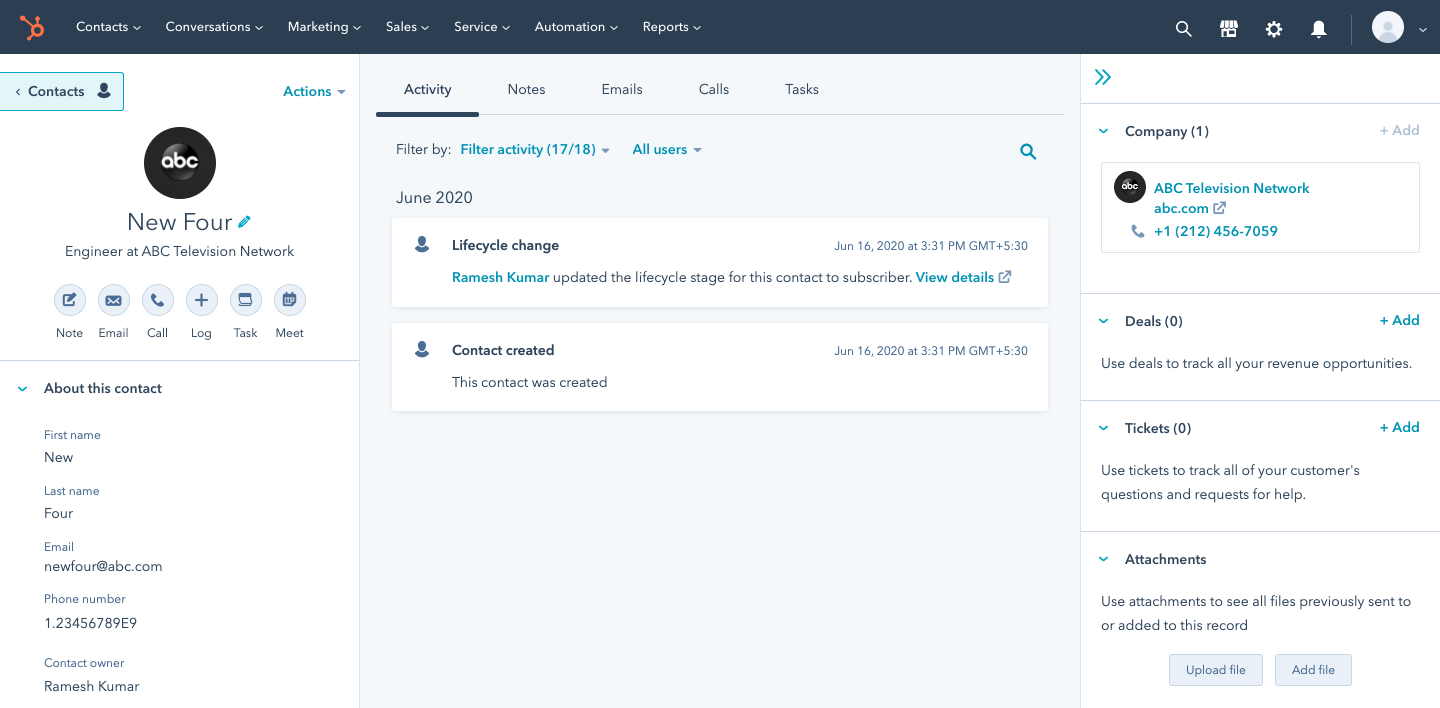 Contacts Conversations Marketing Sales Service Automation Reports
Contacts
Actions
abc
New Four
Engineer at ABC Television Network
Note Email Call Log Task Meet
About this contact
First name
New
Last name
Four
Email
newfour@abc.com
Phone number
1.23456789E9
Contact owner
Ramesh Kumar
Activity Notes Emails Calls Tasks
Filter by: Filter activity (17/18) All users
June 2020
Lifecycle change Jun 16, 2020 at 3:31 PM GMT+5:30
Ramesh Kumar updated the lifecycle stage for this contact to subscriber. View details
Contact created Jun 16, 2020 at 3:31 PM GMT+5:30
This contact was created
Company (1) + Add
abc
ABC Television Network
abc.com
+1 (212) 456-7059
Deals (0) + Add
Use deals to track all your revenue opportunities.
Tickets (0) + Add
Use tickets to track all of your customer's
questions and requests for help.
Attachments
Use attachments to see all files previously sent to
or added to this record
Upload file Add file